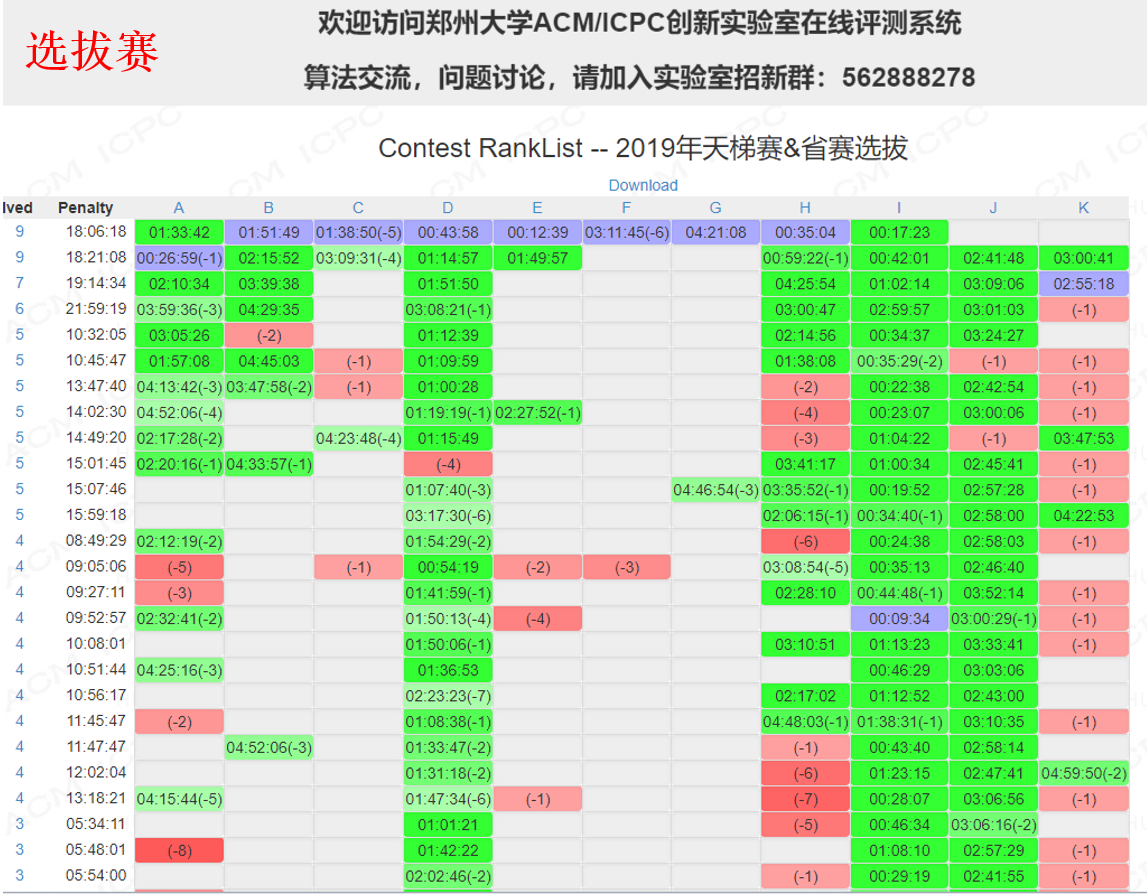 欢迎访问郑州大学ACM/ICPC创新实验室在线评测系统
选拔赛
算法交流，问题讨论，请加入实验室招新群：562888278
Contest RankList -- 2019年天梯赛&省赛选拔
Download
lved Penalty A B C D E F G H I J K
9 18:06:18 01:33:42 01:51:49 01:38:50(-5) 00:43:58 00:12:39 03:11:45(-6) 04:21:08 00:35:04 00:17:23
9 18:21:08 00:26:59(-1) 02:15:52 03:09:31(-4) 01:14:57 01:49:57 00:59:22(-1) 00:42:01 02:41:48 03:00:41
7 19:14:34 02:10:34 03:39:38 01:51:50 04:25:54 01:02:14 03:09:06 02:55:18
6 21:59:19 03:59:36(-3) 04:29:35 03:08:21(-1) 03:00:47 02:59:57 03:01:03 (-1)
5 10:32:05 03:05:26 (-2) 01:12:39 02:14:56 00:34:37 03:24:27
5 10:45:47 01:57:08 04:45:03 (-1) 01:09:59 01:38:08 00:35:29(-2) (-1) (-1)
5 13:47:40 04:13:42(-3) 03:47:58(-2) (-1) 01:00:28 (-2) 00:22:38 02:42:54 (-1)
5 14:02:30 04:52:06(-4) 01:19:19(-1) 02:27:52(-1) (-4) 00:23:07 03:00:06 (-1)
5 14:49:20 02:17:28(-2) 04:23:48(-4) 01:15:49 (-3) 01:04:22 (-1) 03:47:53
5 15:01:45 02:20:16(-1) 04:33:57(-1) (-4) 03:41:17 01:00:34 02:45:41 (-1)
5 15:07:46 01:07:40(-3) 04:46:54(-3) 03:35:52(-1) 00:19:52 02:57:28 (-1)
5 15:59:18 03:17:30(-6) 02:06:15(-1) 00:34:40(-1) 02:58:00 04:22:53
4 08:49:29 02:12:19(-2) 01:54:29(-2) (-6) 00:24:38 02:58:03 (-1)
4 09:05:06 (-5) (-1) 00:54:19 (-2) (-3) 03:08:54(-5) 00:35:13 02:46:40
4 09:27:11 (-3) 01:41:59(-1) 02:28:10 00:44:48(-1) 03:52:14 (-1)
4 09:52:57 02:32:41(-2) 01:50:13(-4) (-4) 00:09:34 03:00:29(-1) (-1)
4 10:08:01 01:50:06(-1) 03:10:51 01:13:23 03:33:41 (-1)
4 10:51:44 04:25:16(-3) 01:36:53 00:46:29 03:03:06
4 10:56:17 02:23:23(-7) 02:17:02 01:12:52 02:43:00
4 11:45:47 (-2) 01:08:38(-1) 04:48:03(-1) 01:38:31(-1) 03:10:35 (-1)
4 11:47:47 04:52:06(-3) 01:33:47(-2) (-1) 00:43:40 02:58:14
4 12:02:04 01:31:18(-2) (-6) 01:23:15 02:47:41 04:59:50(-2)
4 13:18:21 04:15:44(-5) 01:47:34(-6) (-1) (-7) 00:28:07 03:06:56 (-1)
3 05:34:11 01:01:21 (-5) 00:46:34 03:06:16(-2)
3 05:48:01 (-8) 01:42:22 01:08:10 02:57:29 (-1)
3 05:54:00 02:02:46(-2) (-1) 00:29:19 02:41:55 (-1)